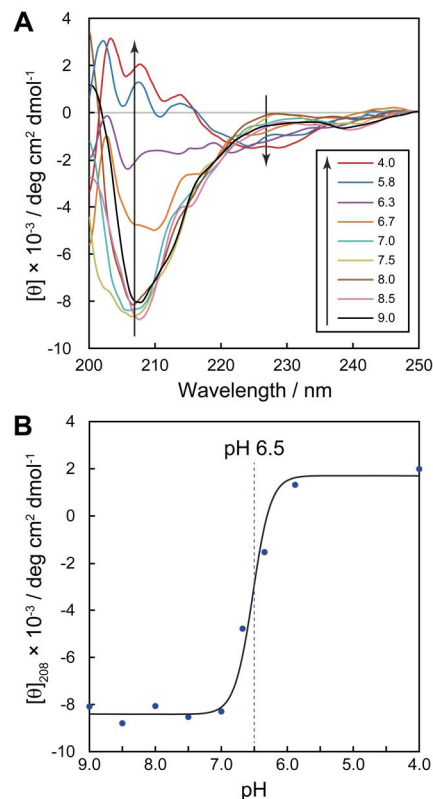 A
[θ] × 10⁻³ / deg cm² dmol⁻¹
4
2
0
-2
-4
-6
-8
-10
4.0
5.8
6.3
6.7
7.0
7.5
8.0
8.5
9.0
200 210 220 230 240 250
Wavelength / nm
B
[θ]₂₀₈ × 10⁻³ / deg cm² dmol⁻¹
pH 6.5
4
2
0
-2
-4
-6
-8
-10
9.0 8.0 7.0 6.0 5.0 4.0
pH